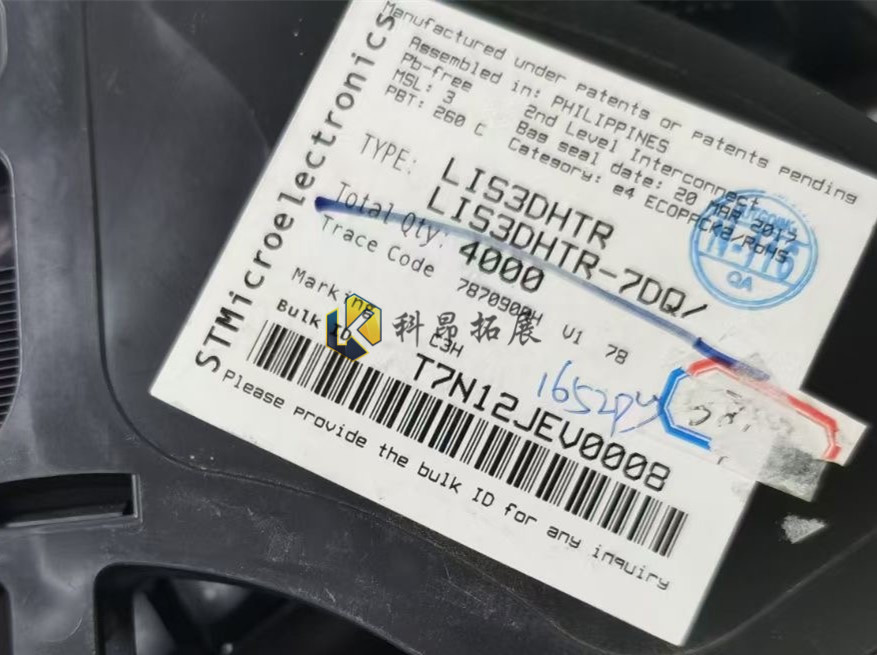 STMicroelectronics
Manufactured under patents or patents pending
Assembled in: PHILIPPINES
Pb-free
2nd Level Interconnect
MSL: 3
Bag seal date: 20 MAR 2017
PBT: 260 C
Category: e4 ECOPACK2/RoHS
TYPE: LIS3DHTR
LIS3DHTR-7DQ/
Total Qty: 4000
Trace Code 7870900H V1 78
Marking C3H
Bulk ID T7N12JEV0008
Please provide the bulk ID for any inquiry
科昂拓展
K
QA